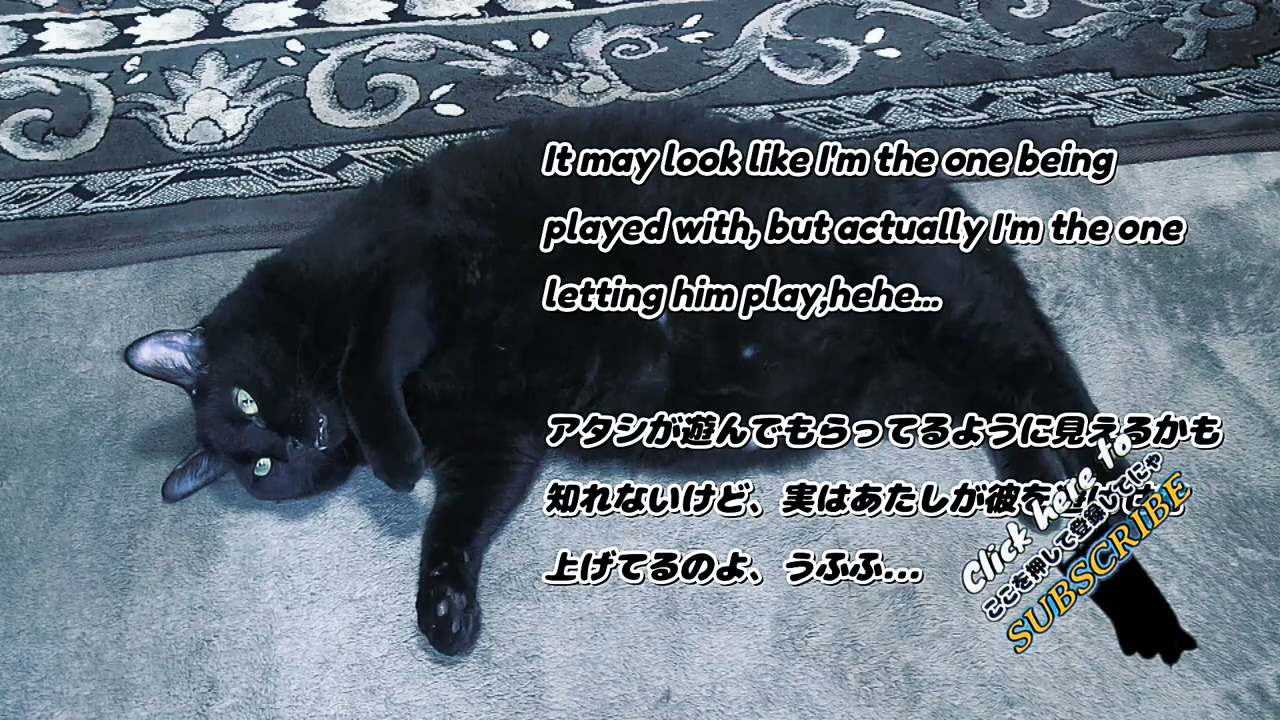 It may look like I'm the one being
played with, but actually I'm the one
letting him play,hehe...
アタシが遊んでもらってるように見えるかも
知れないけど、実はあたしが彼を
上げてるのよ、うふふ...
Click here to
ここを押して登録してにゃ
SUBSCRIBE